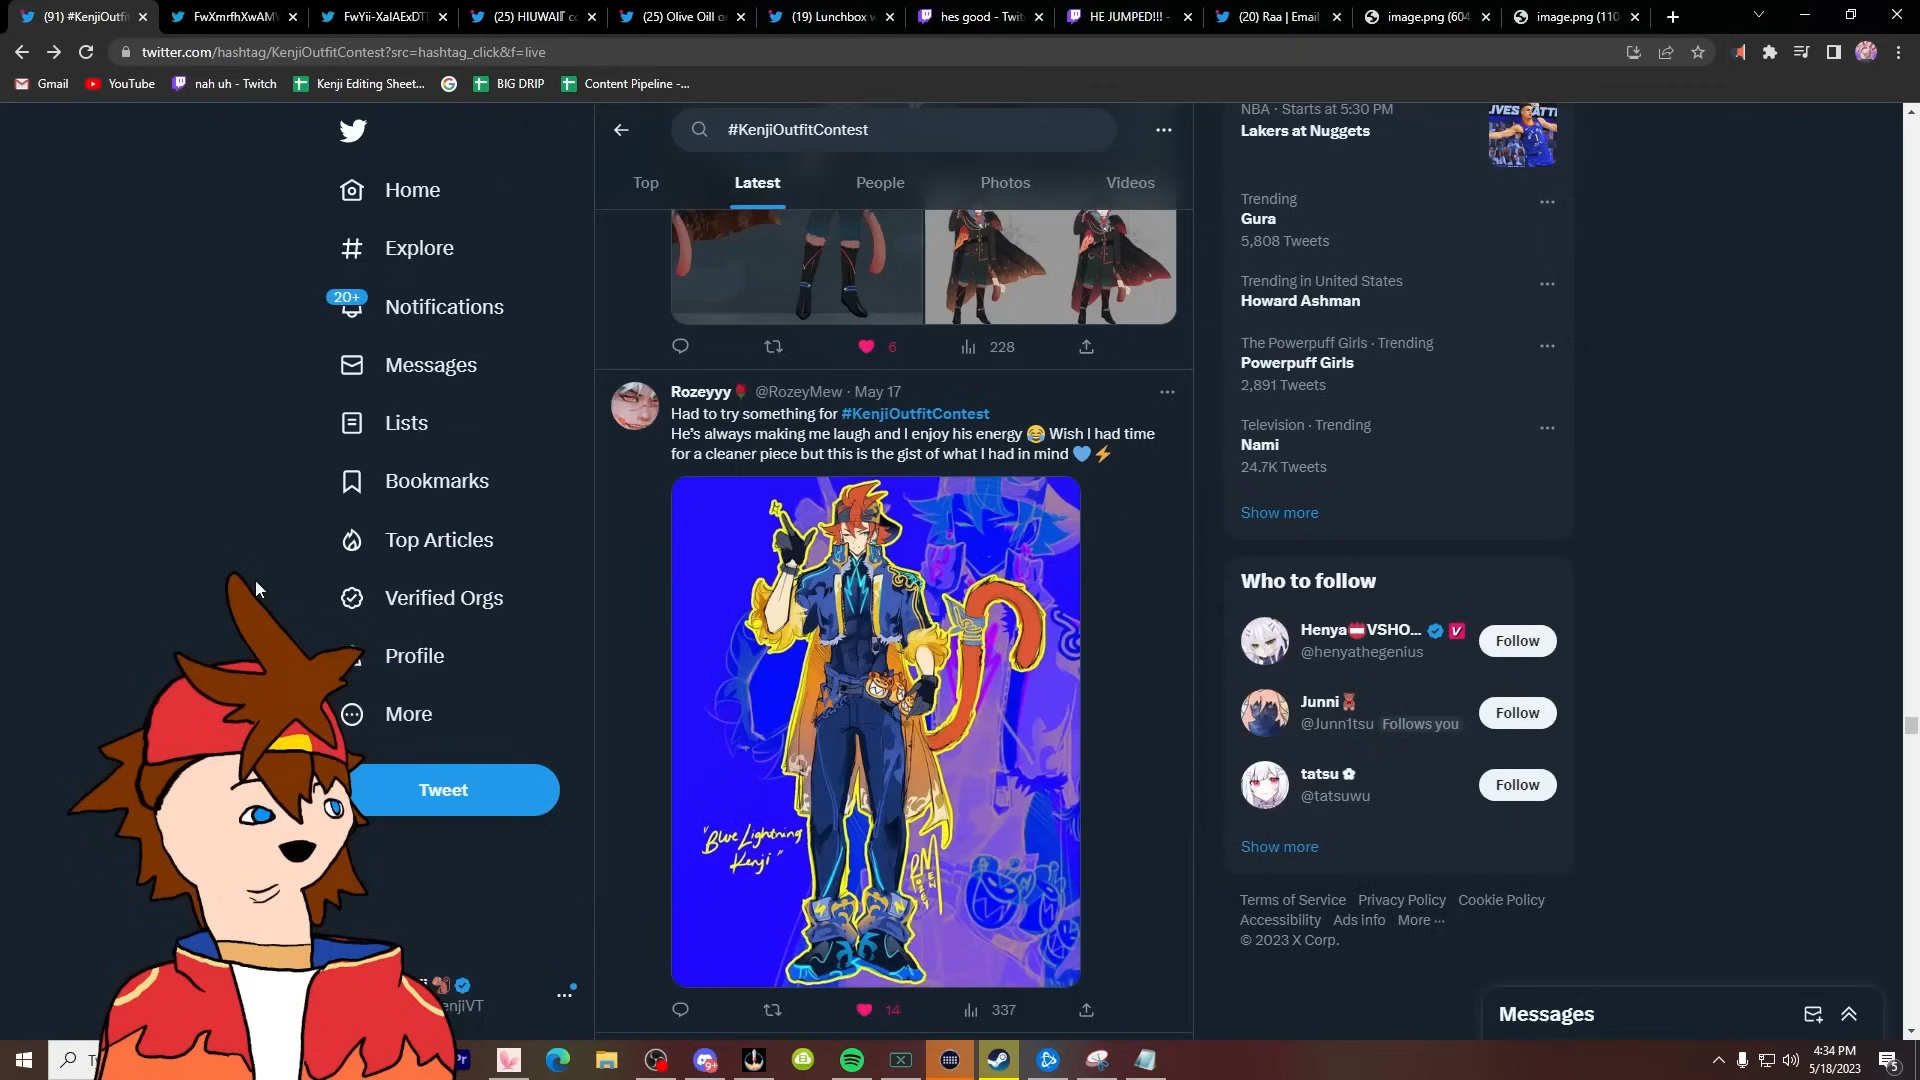 (91) #KenjiOutfi
FwXmrfhXwAM
FwYii-XaIAExDTE
(25) HIUWAIT co
(25) Olive Oill on
(19) Lunchbox w
hes good - Twit
HE JUMPED!!! -
(20) Raa | Email
image.png (604
image.png (110
twitter.com/hashtag/KenjiOutfitContest?src=hashtag_click&f=live
Gmail
YouTube
nah uh - Twitch
Kenji Editing Sheet...
BIG DRIP
Content Pipeline -...
Home
Explore
20+
Notifications
Messages
Lists
Bookmarks
Top Articles
Verified Orgs
Profile
More
Tweet
enjiVT
#KenjiOutfitContest
Top
Latest
People
Photos
Videos
6
228
Rozeyyy @RozeyMew · May 17
Had to try something for #KenjiOutfitContest
He's always making me laugh and I enjoy his energy 😂 Wish I had time
for a cleaner piece but this is the gist of what I had in mind 💙⚡
"Blue Lightning
Kenji"
14
337
NBA · Starts at 5:30 PM
Lakers at Nuggets
Trending
Gura
5,808 Tweets
Trending in United States
Howard Ashman
The Powerpuff Girls · Trending
Powerpuff Girls
2,891 Tweets
Television · Trending
Nami
24.7K Tweets
Show more
Who to follow
Henya VSHO...
@henyathegenius
Follow
Junni
@Junn1tsu Follows you
Follow
tatsu
@tatsuwu
Follow
Show more
Terms of Service Privacy Policy Cookie Policy
Accessibility Ads info More ...
© 2023 X Corp.
Messages
9+
4:34 PM
5/18/2023
5